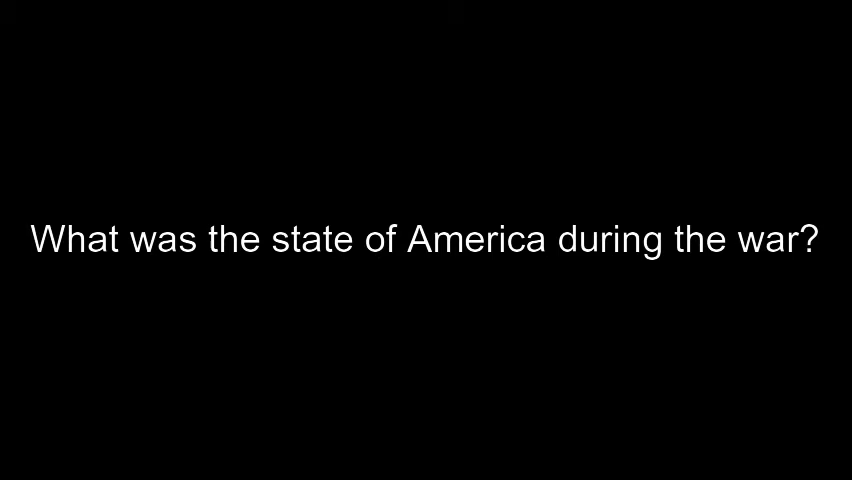 What was the state of America during the war?